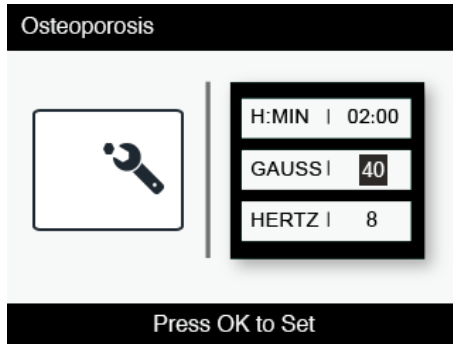 Osteoporosis
H:MIN | 02:00
GAUSS | 40
HERTZ | 8
Press OK to Set